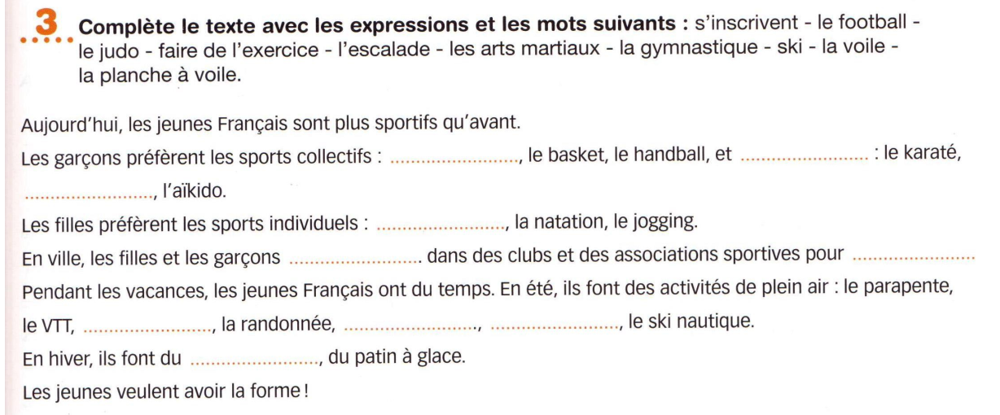 3 Complète le texte avec les expressions et les mots suivants : s'inscrivent - le football -
le judo - faire de l'exercice - l'escalade - les arts martiaux - la gymnastique - ski - la voile -
la planche à voile.
Aujourd'hui, les jeunes Français sont plus sportifs qu'avant.
Les garçons préfèrent les sports collectifs : ........................, le basket, le handball, et ........................ : le karaté,
........................, l'aïkido.
Les filles préfèrent les sports individuels : ........................, la natation, le jogging.
En ville, les filles et les garçons ........................ dans des clubs et des associations sportives pour ........................
Pendant les vacances, les jeunes Français ont du temps. En été, ils font des activités de plein air : le parapente,
le VTT, ........................, la randonnée, ........................, ........................, le ski nautique.
En hiver, ils font du ........................, du patin à glace.
Les jeunes veulent avoir la forme !